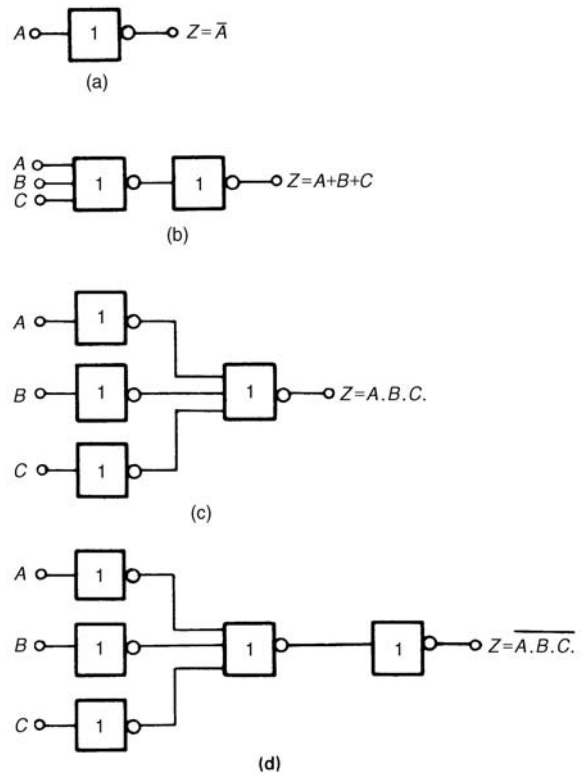 A 1 Z = A̅
(a)
A
B 1 1 Z = A+B+C
C
(b)
A 1
B 1 1 Z = A.B.C.
C 1
(c)
A 1
B 1 1 1 Z = A̅.̅B̅.̅C̅.̅
C 1
(d)